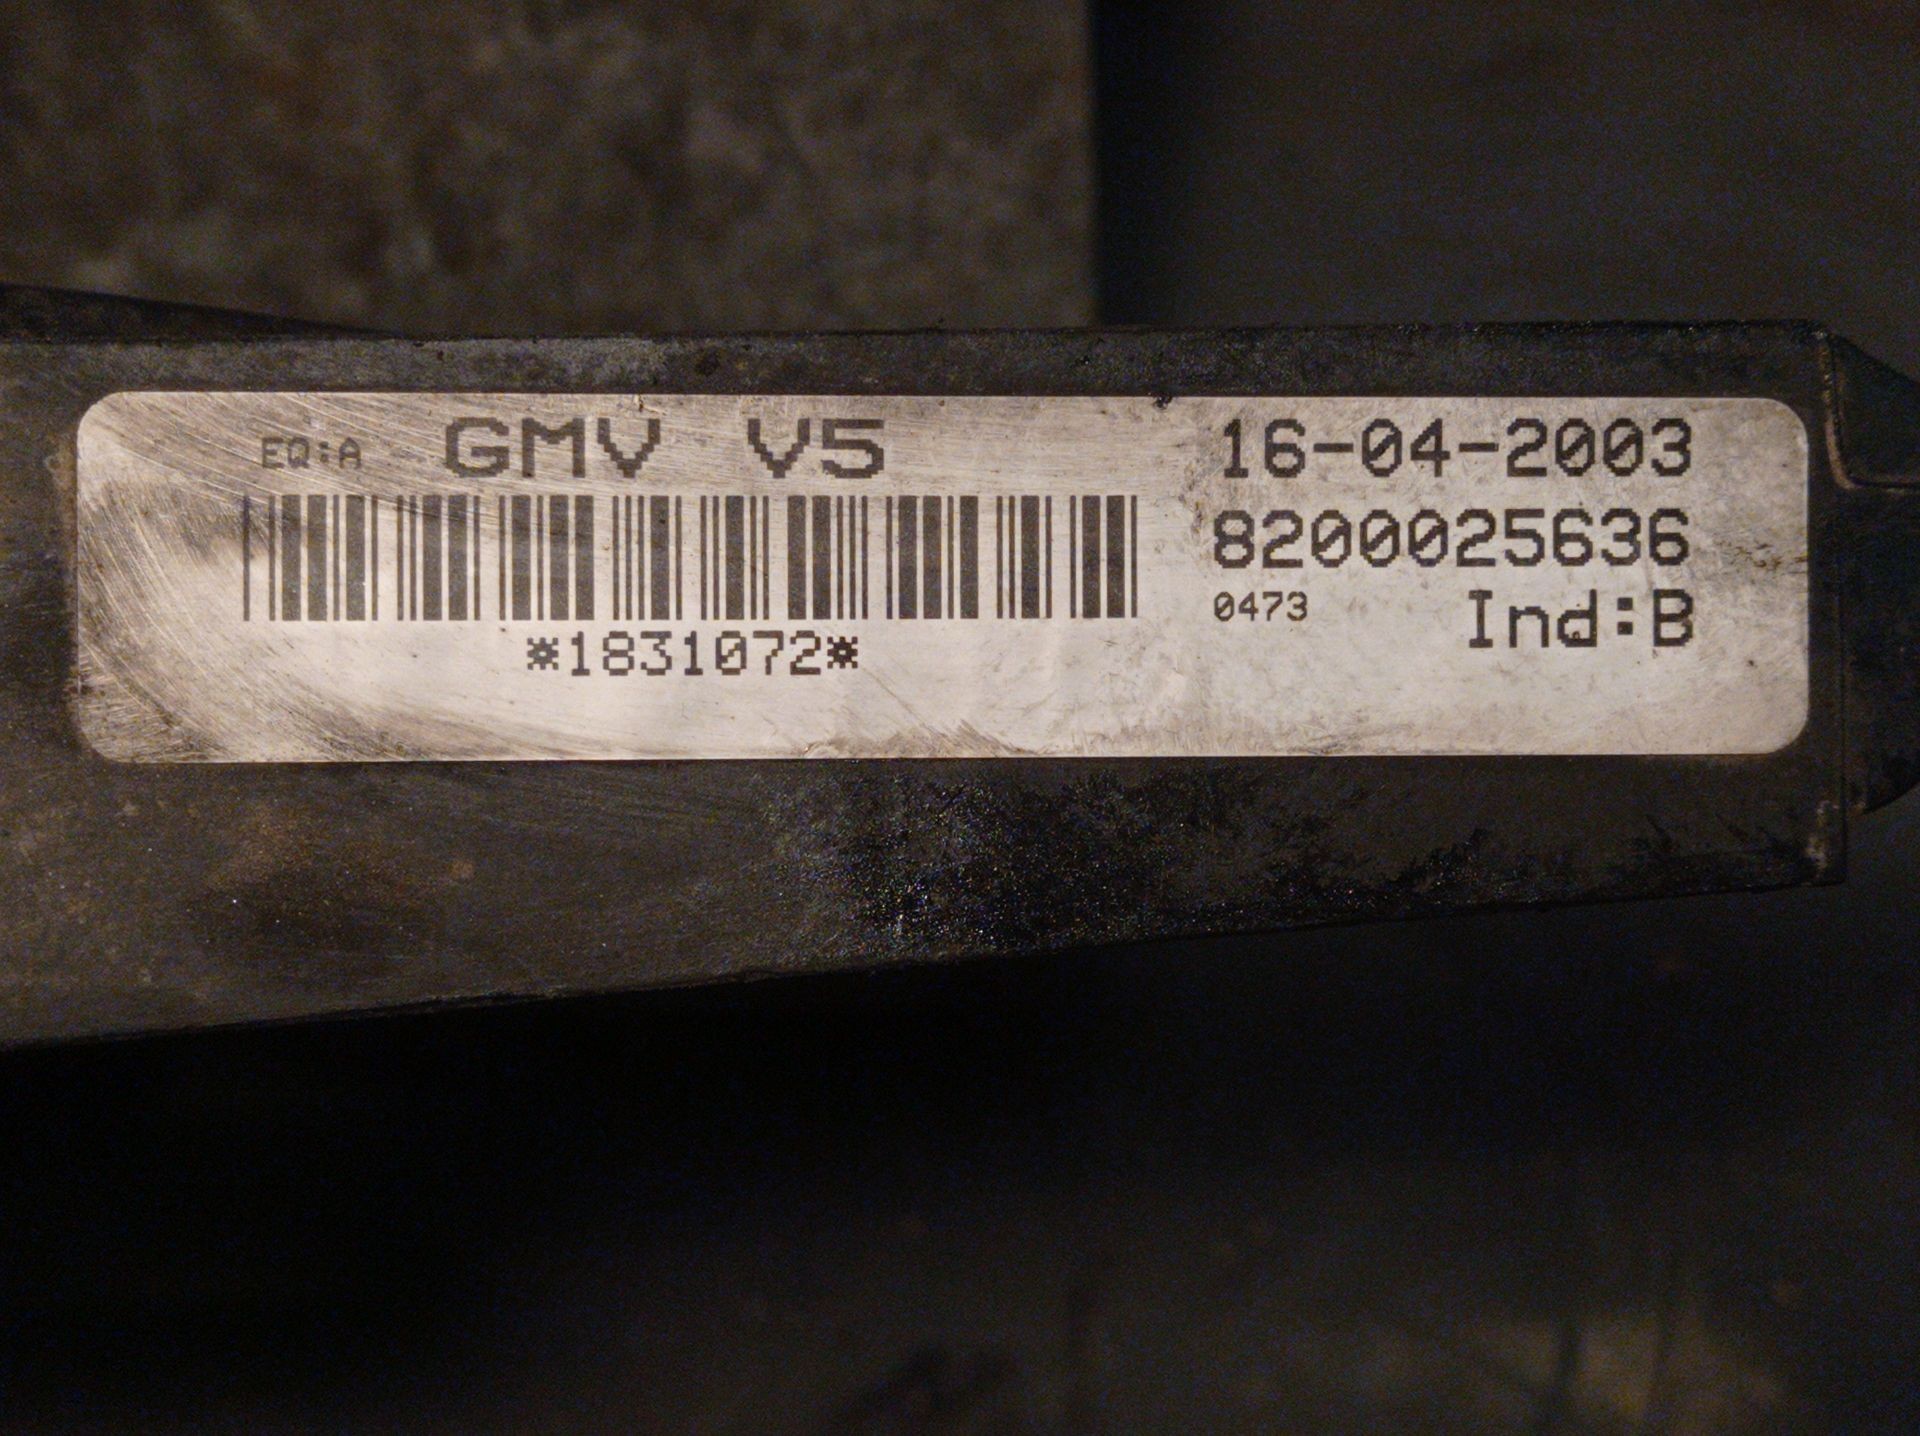 EQ:A GMV V5
*1831072*
16-04-2003
8200025636
0473 Ind:B